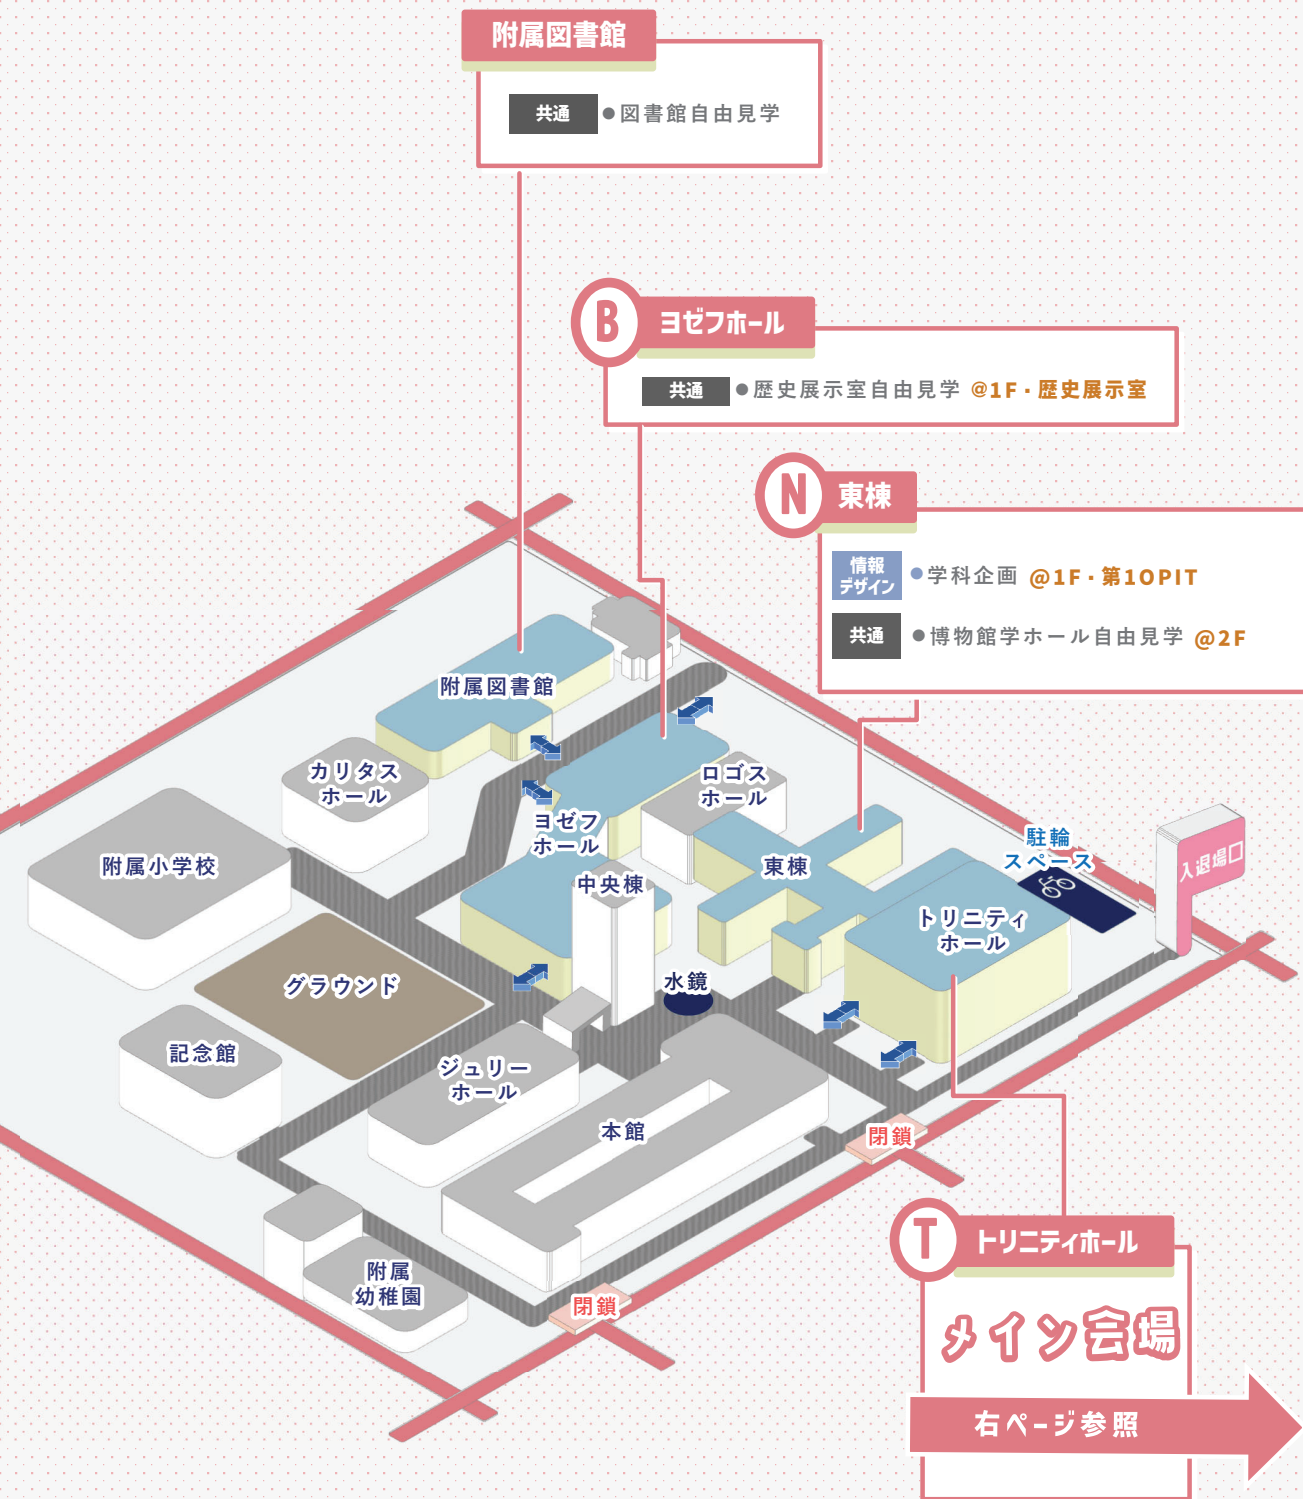 附属図書館
共通 ●図書館自由見学
B ヨゼフホール
共通 ●歴史展示室自由見学 @1F・歴史展示室
N 東棟
情報
デザイン ●学科企画 @1F・第1OPIT
共通 ●博物館学ホール自由見学 @2F
附属図書館
カリタス
ホール
ロゴス
ホール
ヨゼフ
ホール
附属小学校
中央棟
東棟
駐輪
スペース
入退場口
トリニティ
ホール
グラウンド
水鏡
記念館
ジュリー
ホール
本館
閉鎖
附属
幼稚園
閉鎖
T トリニティホール
メイン会場
右ページ参照